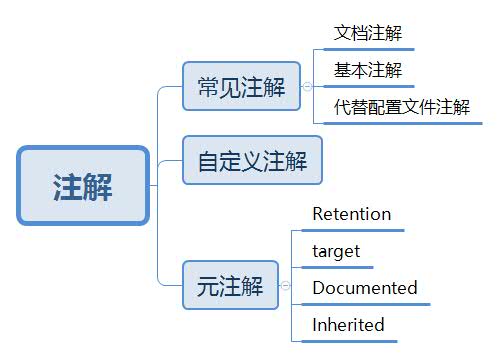 注解
常见注解
文档注解
基本注解
代替配置文件注解
自定义注解
元注解
Retention
target
Documented
Inherited